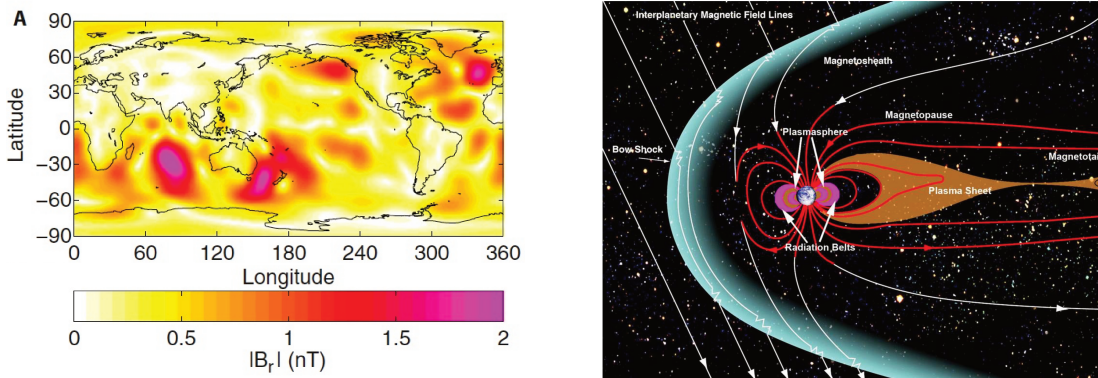 A
90
60
30
0
−30
−60
−90
Latitude
0 60 120 180 240 300 360
Longitude
0 0.5 1 1.5 2
|Br| (nT)
Interplanetary Magnetic Field Lines
Magnetosheath
Plasmasphere
Magnetopause
Bow Shock
Magnetotail
Plasma Sheet
Radiation Belts